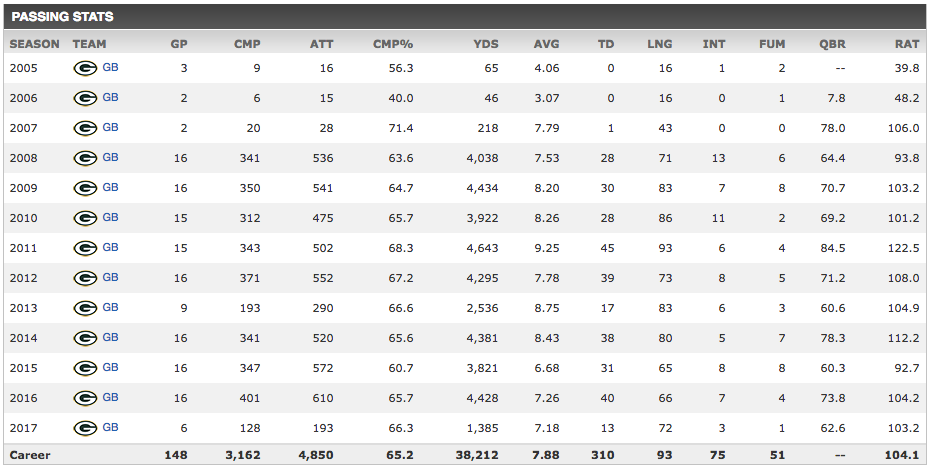 PASSING STATS
SEASON TEAM GP CMP ATT CMP% YDS AVG TD LNG INT FUM QBR RAT
2005 GB 3 9 16 56.3 65 4.06 0 16 1 2 -- 39.8
2006 GB 2 6 15 40.0 46 3.07 0 16 0 1 7.8 48.2
2007 GB 2 20 28 71.4 218 7.79 1 43 0 0 78.0 106.0
2008 GB 16 341 536 63.6 4,038 7.53 28 71 13 6 64.4 93.8
2009 GB 16 350 541 64.7 4,434 8.20 30 83 7 8 70.7 103.2
2010 GB 15 312 475 65.7 3,922 8.26 28 86 11 2 69.2 101.2
2011 GB 15 343 502 68.3 4,643 9.25 45 93 6 4 84.5 122.5
2012 GB 16 371 552 67.2 4,295 7.78 39 73 8 5 71.2 108.0
2013 GB 9 193 290 66.6 2,536 8.75 17 83 6 3 60.6 104.9
2014 GB 16 341 520 65.6 4,381 8.43 38 80 5 7 78.3 112.2
2015 GB 16 347 572 60.7 3,821 6.68 31 65 8 8 60.3 92.7
2016 GB 16 401 610 65.7 4,428 7.26 40 66 7 4 73.8 104.2
2017 GB 6 128 193 66.3 1,385 7.18 13 72 3 1 62.6 103.2
Career 148 3,162 4,850 65.2 38,212 7.88 310 93 75 51 -- 104.1